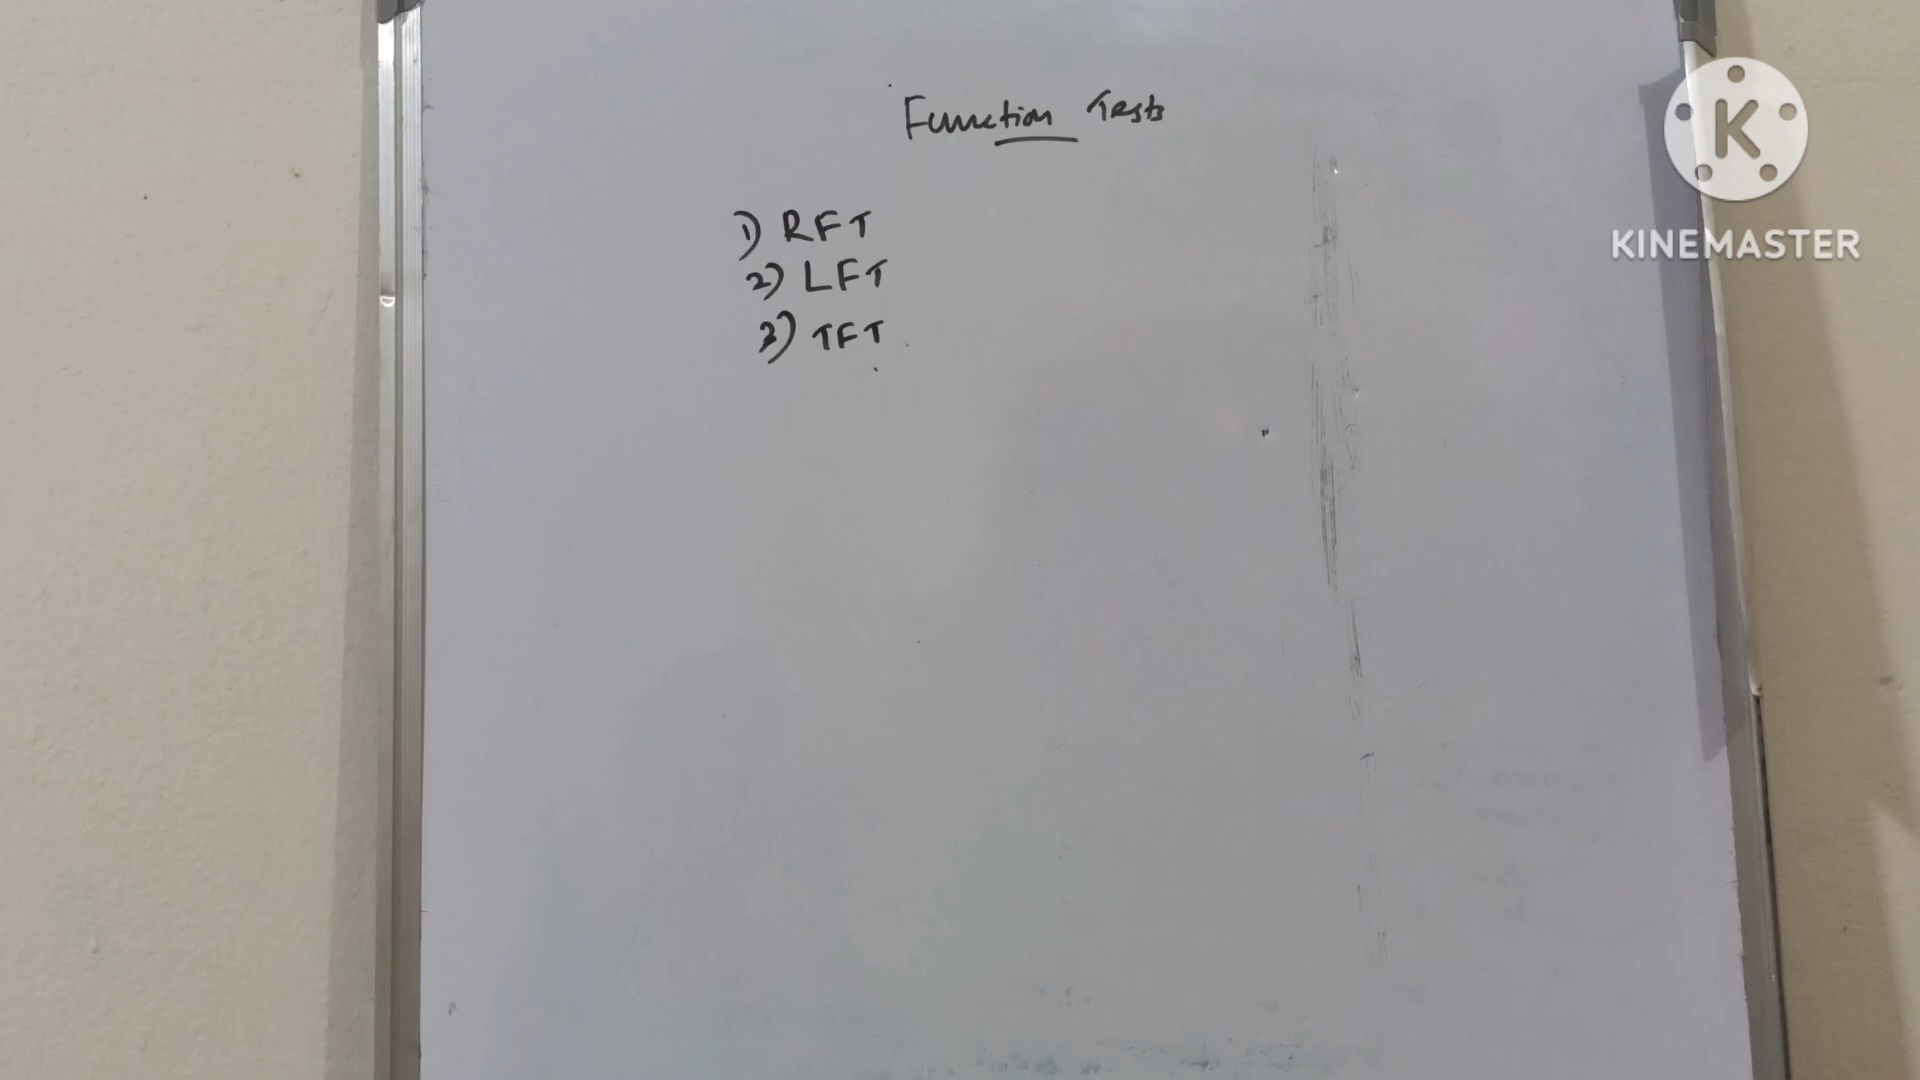 Function Tests
1) RFT
2) LFT
3) TFT
K
KINEMASTER